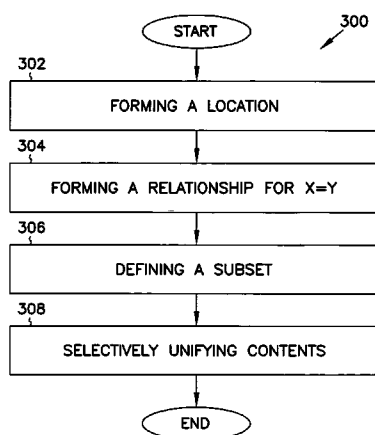 START
300
302
FORMING A LOCATION
304
FORMING A RELATIONSHIP FOR X=Y
306
DEFINING A SUBSET
308
SELECTIVELY UNIFYING CONTENTS
END